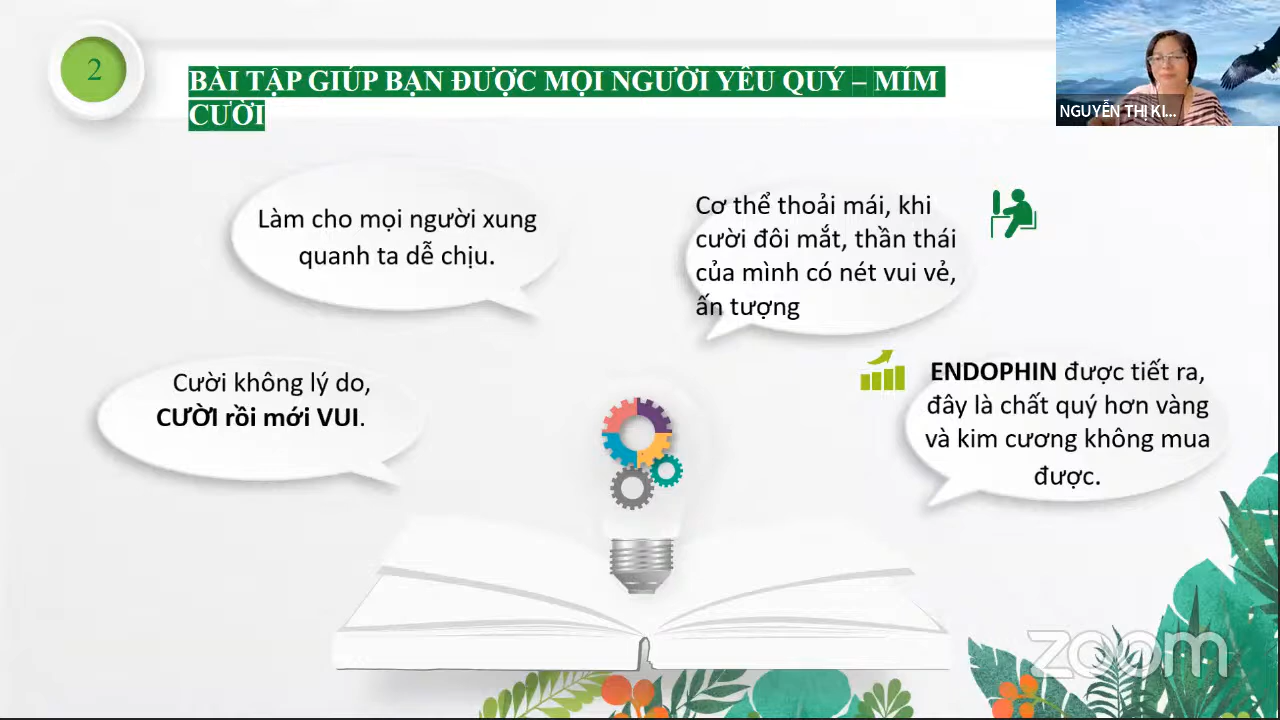 2
BÀI TẬP GIÚP BẠN ĐƯỢC MỌI NGƯỜI YÊU QUÝ – MÍM
CƯỜI
NGUYỄN THỊ KI...
Làm cho mọi người xung
quanh ta dễ chịu.
Cơ thể thoải mái, khi
cười đôi mắt, thần thái
của mình có nét vui vẻ,
ấn tượng
Cười không lý do,
CƯỜI rồi mới VUI.
ENDOPHIN được tiết ra,
đây là chất quý hơn vàng
và kim cương không mua
được.
zoom